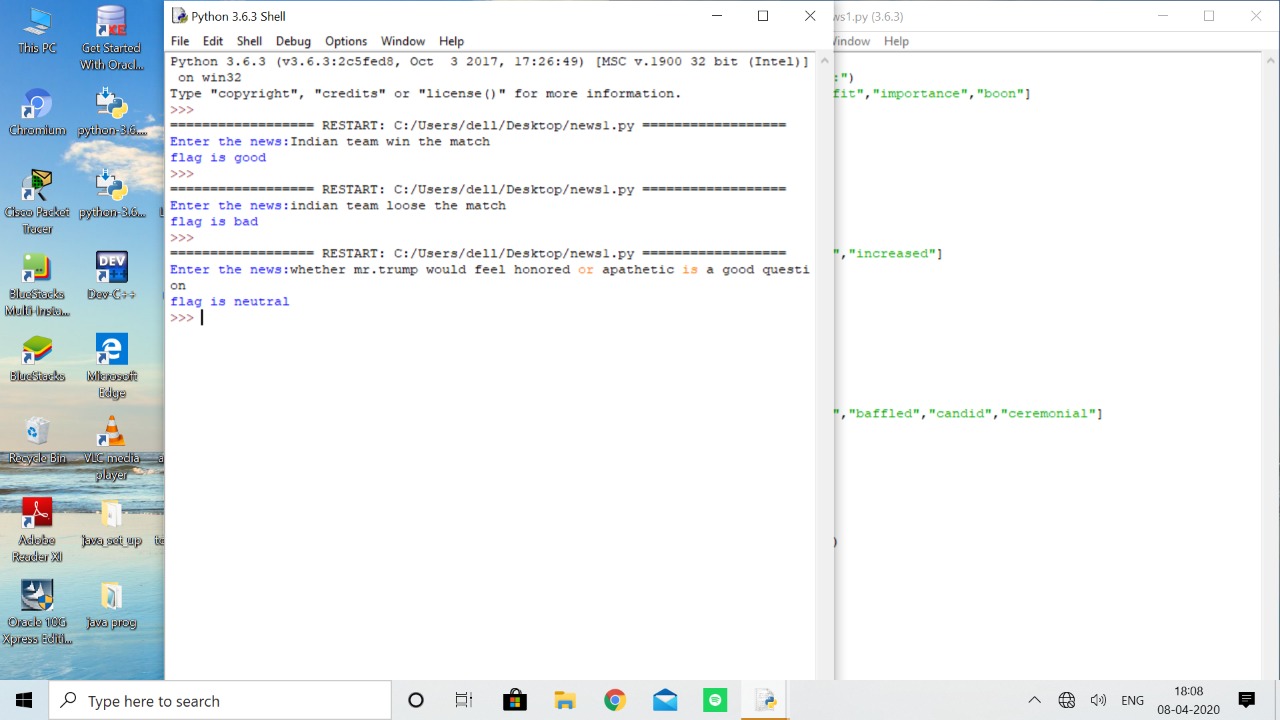 This PC
Get Started
With Oracl...
Chromium
python-3.6....
Cisco Packet
Tracer
python-3.6...
BlueStacks
Multi-Insta...
DEV
Dev-C++
BlueStacks
Microsoft
Edge
Recycle Bin
VLC media
player
Adobe
Reader XI
java_set_up
Oracle 10G
Xpress Editi...
java prog
Python 3.6.3 Shell
File Edit Shell Debug Options Window Help
Python 3.6.3 (v3.6.3:2c5fed8, Oct  3 2017, 17:26:49) [MSC v.1900 32 bit (Intel)]
on win32
Type "copyright", "credits" or "license()" for more information.
>>>
================== RESTART: C:/Users/dell/Desktop/news1.py ==================
Enter the news:Indian team win the match
flag is good
>>>
================== RESTART: C:/Users/dell/Desktop/news1.py ==================
Enter the news:indian team loose the match
flag is bad
>>>
================== RESTART: C:/Users/dell/Desktop/news1.py ==================
Enter the news:whether mr.trump would feel honored or apathetic is a good questi
on
flag is neutral
>>>
ws1.py (3.6.3)
indow Help
:")
fit","importance","boon"]
","increased"]
","baffled","candid","ceremonial"]
)
Type here to search
ENG
18:08
08-04-2020